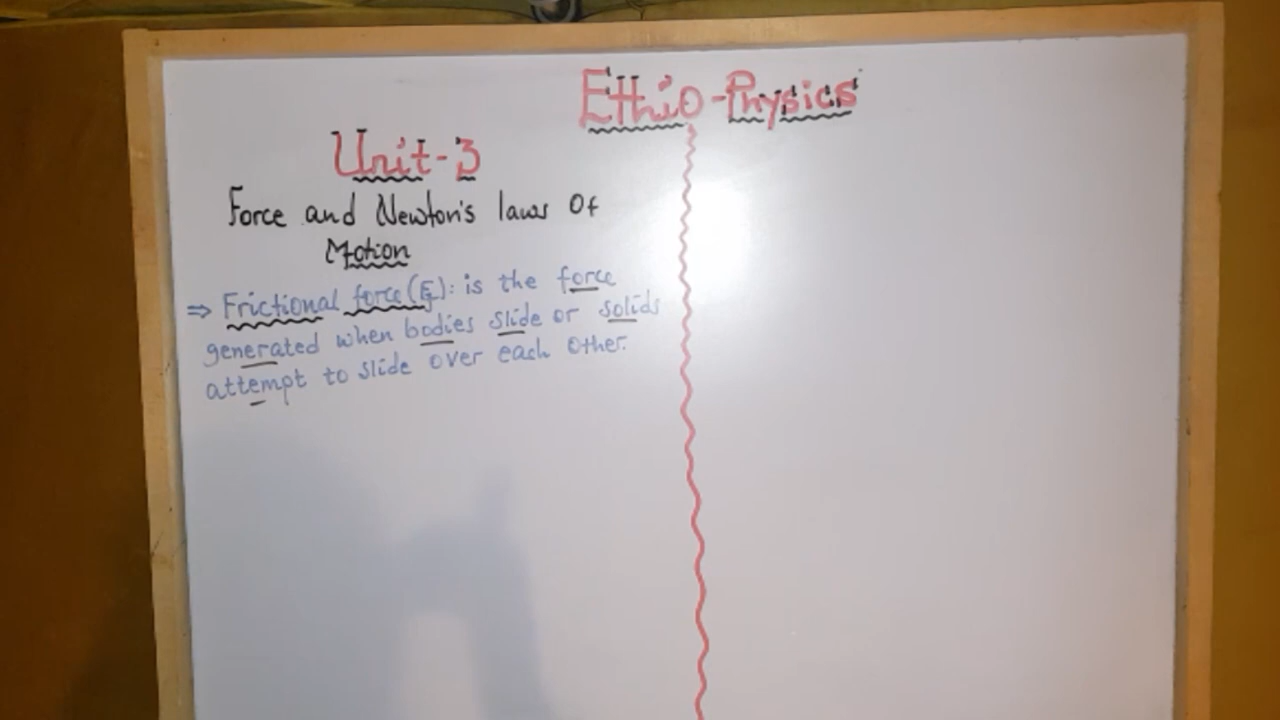 Ethio-Physics
Unit-3
Force and Newton's laws Of
Motion
⇒ Frictional force(Ff): is the force
generated when bodies slide or solids
attempt to slide over each other.